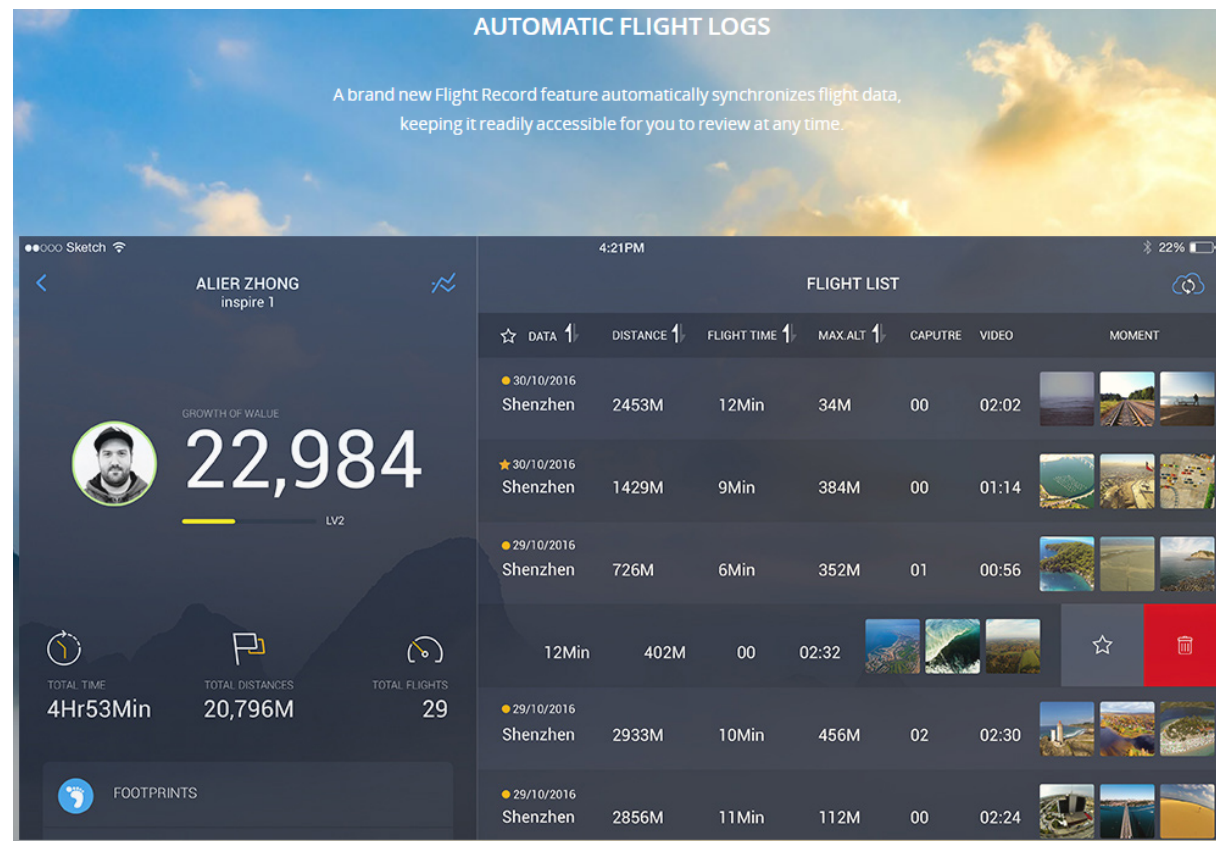 AUTOMATIC FLIGHT LOGS
A brand new Flight Record feature automatically synchronizes flight data,
keeping it readily accessible for you to review at any time.
Sketch
4:21PM
22%
ALIER ZHONG
inspire 1
GROWTH OF WALUE
22,984
LV2
TOTAL TIME
4Hr53Min
TOTAL DISTANCES
20,796M
TOTAL FLIGHTS
29
FOOTPRINTS
FLIGHT LIST
DATA DISTANCE FLIGHT TIME MAX.ALT CAPUTRE VIDEO MOMENT
30/10/2016
Shenzhen 2453M 12Min 34M 00 02:02
30/10/2016
Shenzhen 1429M 9Min 384M 00 01:14
29/10/2016
Shenzhen 726M 6Min 352M 01 00:56
12Min 402M 00 02:32
29/10/2016
Shenzhen 2933M 10Min 456M 02 02:30
29/10/2016
Shenzhen 2856M 11Min 112M 00 02:24